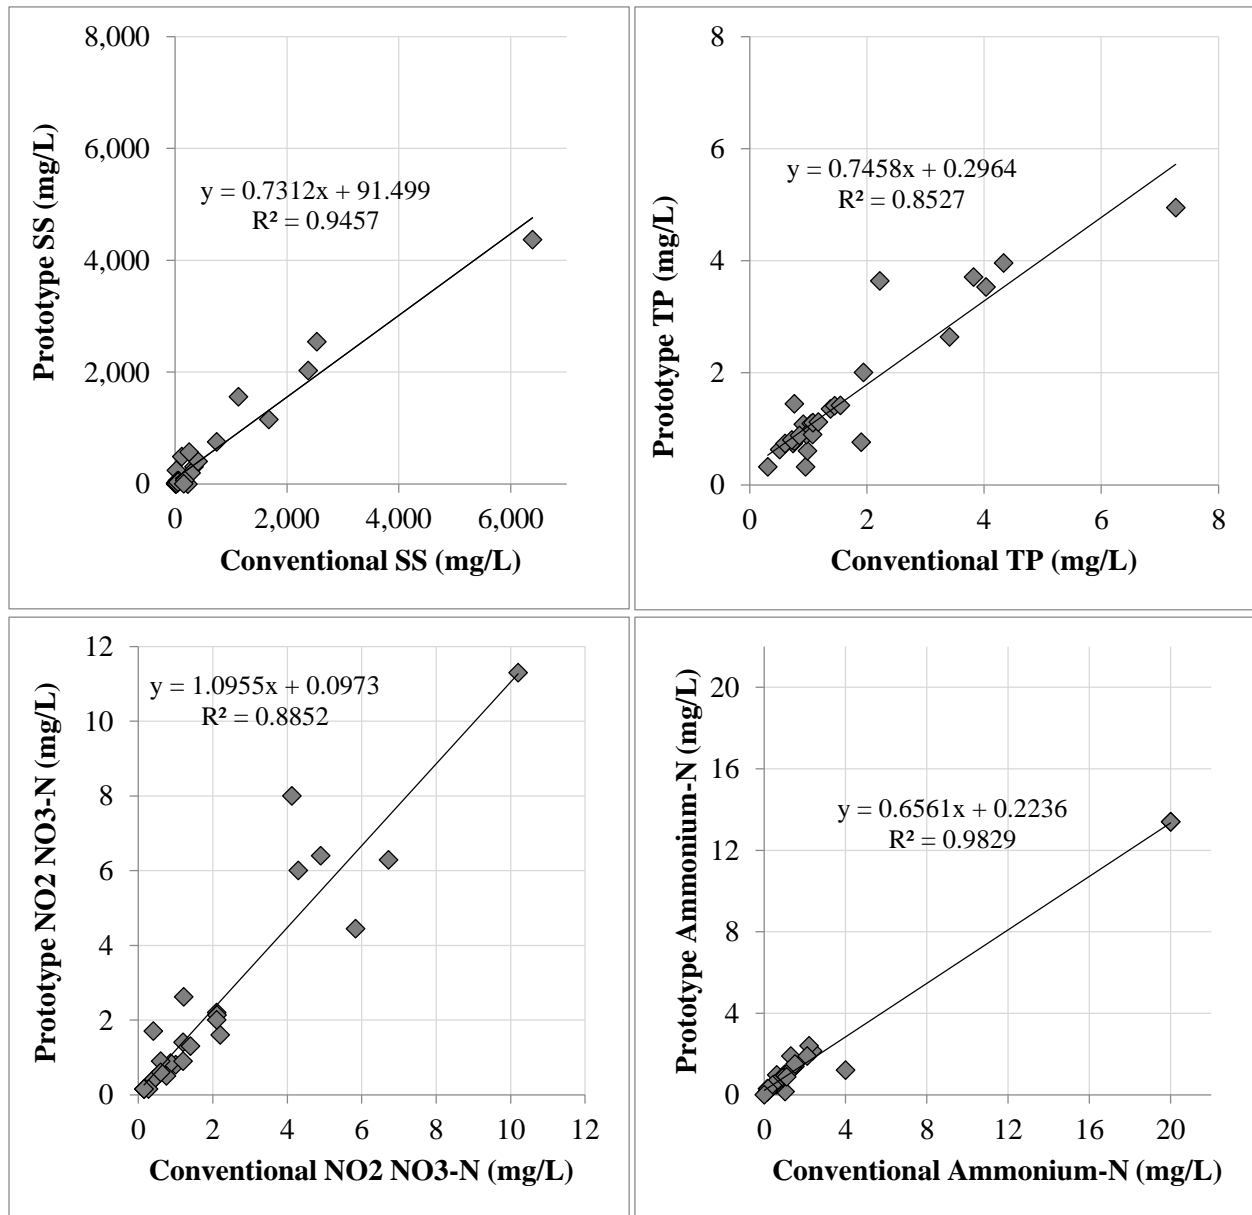 8,000
6,000
4,000
2,000
0
Prototype SS (mg/L)
y = 0.7312x + 91.499
R² = 0.9457
0
2,000
4,000
6,000
Conventional SS (mg/L)
8
6
4
2
0
Prototype TP (mg/L)
y = 0.7458x + 0.2964
R² = 0.8527
0
2
4
6
8
Conventional TP (mg/L)
12
10
8
6
4
2
0
Prototype NO2 NO3-N (mg/L)
y = 1.0955x + 0.0973
R² = 0.8852
0
2
4
6
8
10
12
Conventional NO2 NO3-N (mg/L)
20
16
12
8
4
0
Prototype Ammonium-N (mg/L)
y = 0.6561x + 0.2236
R² = 0.9829
0
4
8
12
16
20
Conventional Ammonium-N (mg/L)